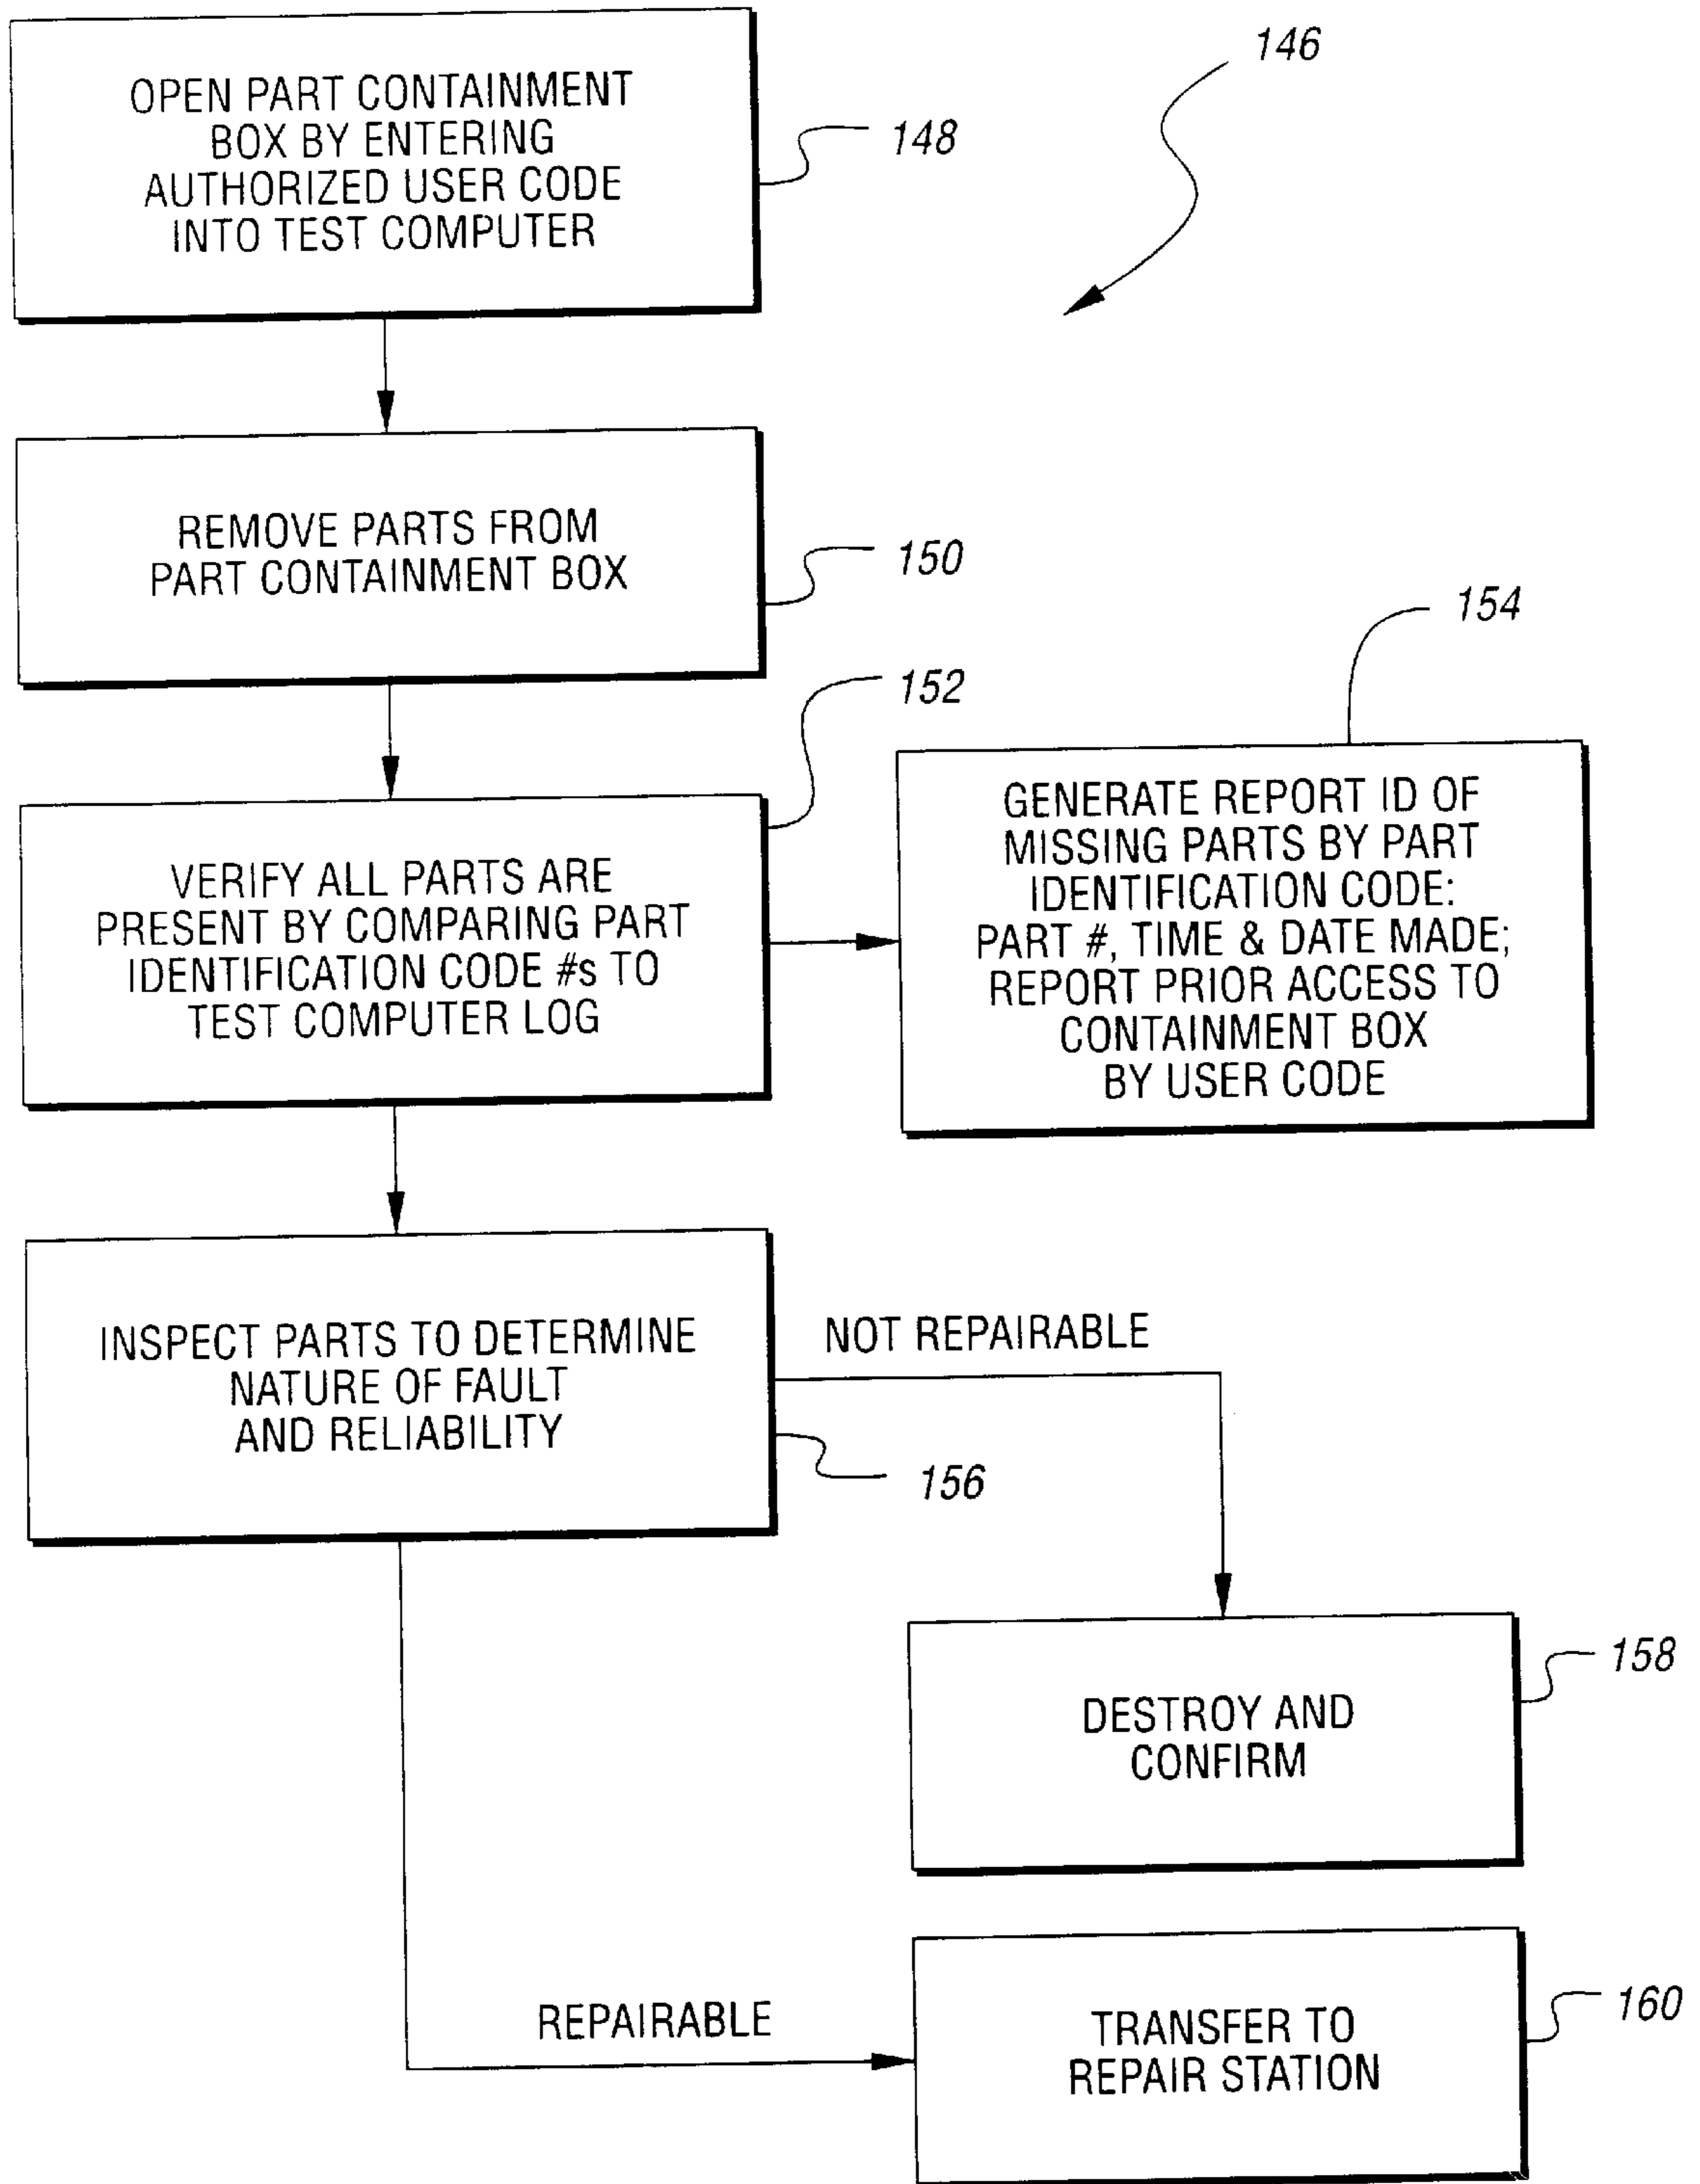 146
OPEN PART CONTAINMENT
BOX BY ENTERING
AUTHORIZED USER CODE
INTO TEST COMPUTER
148
REMOVE PARTS FROM
PART CONTAINMENT BOX
150
152
VERIFY ALL PARTS ARE
PRESENT BY COMPARING PART
IDENTIFICATION CODE #s TO
TEST COMPUTER LOG
154
GENERATE REPORT ID OF
MISSING PARTS BY PART
IDENTIFICATION CODE:
PART #, TIME & DATE MADE;
REPORT PRIOR ACCESS TO
CONTAINMENT BOX
BY USER CODE
INSPECT PARTS TO DETERMINE
NATURE OF FAULT
AND RELIABILITY
156
NOT REPAIRABLE
DESTROY AND
CONFIRM
158
REPAIRABLE
TRANSFER TO
REPAIR STATION
160